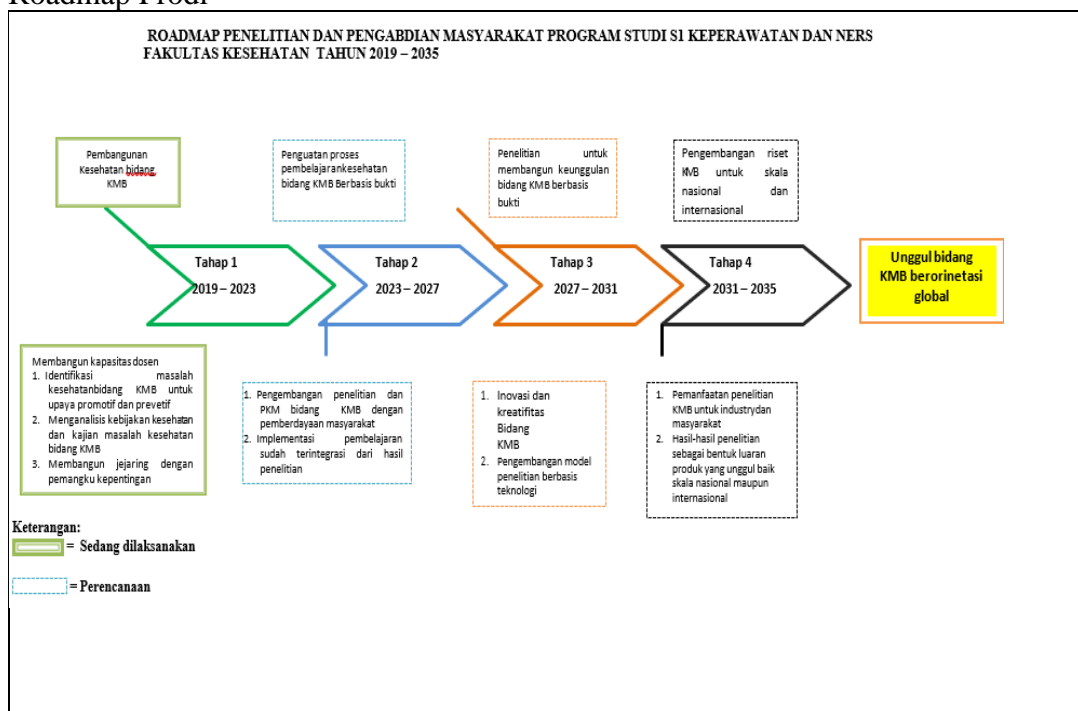 Roadmap Prodi
ROADMAP PENELITIAN DAN PENGABDIAN MASYARAKAT PROGRAM STUDI S1 KEPERAWATAN DAN NERS
FAKULTAS KESEHATAN TAHUN 2019 – 2035
Pembangunan
Kesehatan bidang
KMB
Penguatan proses
pembelajarankesehatan
bidang KMB Berbasis bukti
Penelitian untuk
membangun keunggulan
bidang KMB berbasis
bukti
Pengembangan riset
KMB untuk skala
nasional dan
internasional
Tahap 1
2019 – 2023
Tahap 2
2023 – 2027
Tahap 3
2027 – 2031
Tahap 4
2031 – 2035
Unggul bidang
KMB berorinetasi
global
Membangun kapasitas dosen
1. Identifikasi masalah
kesehatanbidang KMB untuk
upaya promotif dan prevetif
2. Menganalisis kebijakan kesehatan
dan kajian masalah kesehatan
bidang KMB
3. Membangun jejaring dengan
pemangku kepentingan
1. Pengembangan penelitian dan
PKM bidang KMB dengan
pemberdayaan masyarakat
2. Implementasi pembelajaran
sudah terintegrasi dari hasil
penelitian
1. Inovasi dan
kreatifitas
Bidang
KMB
2. Pengembangan model
penelitian berbasis
teknologi
1. Pemanfaatan penelitian
KMB untuk industrydan
masyarakat
2. Hasil-hasil penelitian
sebagai bentuk luaran
produk yang unggul baik
skala nasional maupun
internasional
Keterangan:
= Sedang dilaksanakan
= Perencanaan